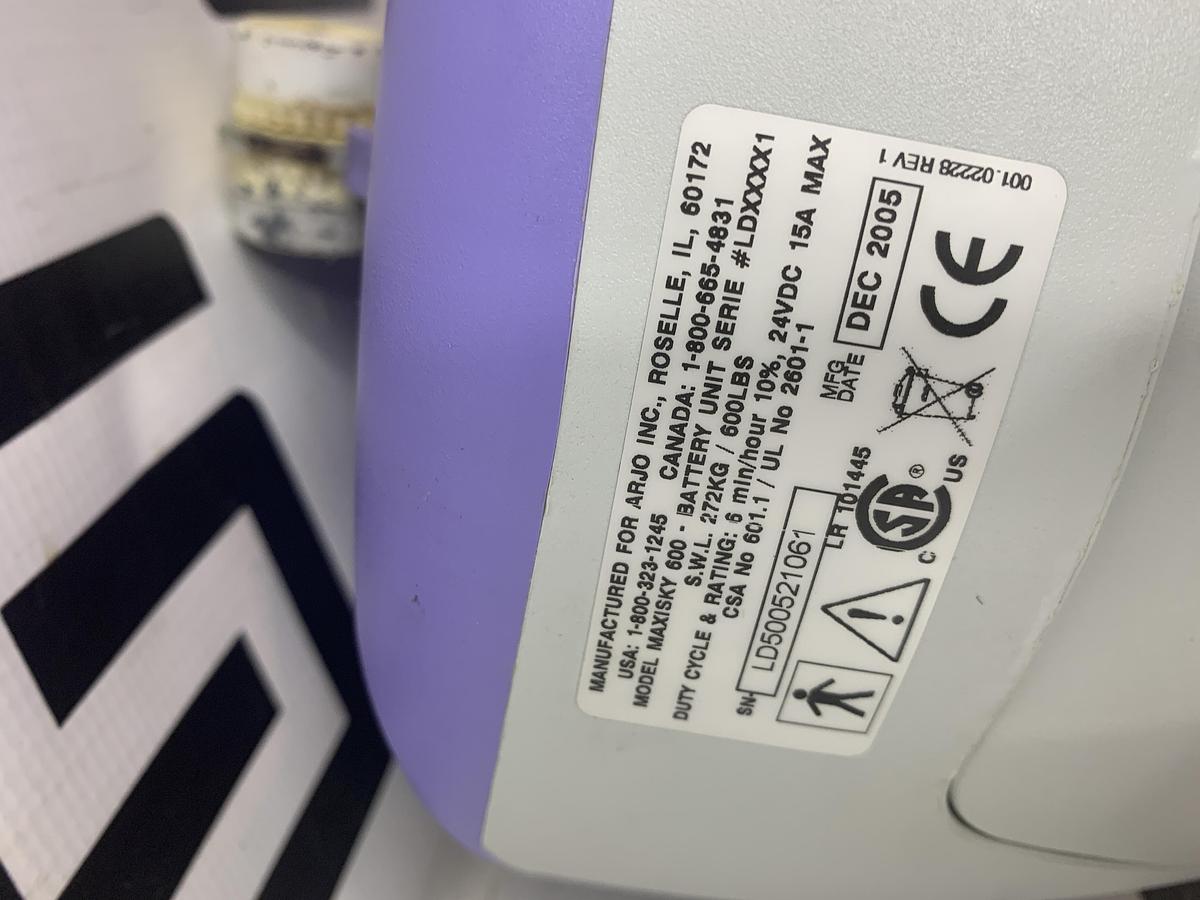 MANUFACTURED FOR ARJO INC., ROSELLE, IL, 60172
USA: 1-800-323-1245 CANADA: 1-800-665-4831
MODEL MAXISKY 600 - BATTERY UNIT SERIE #LDXXXX1
S.W.L. 272KG / 600LBS
DUTY CYCLE & RATING: 6 min/hour 10%, 24VDC 15A MAX
CSA No 601.1 / UL No 2601-1
SN- LD500521061
MFG DATE
DEC 2005
LR 101445
C SA ® US
CE
001.02228 REV 1